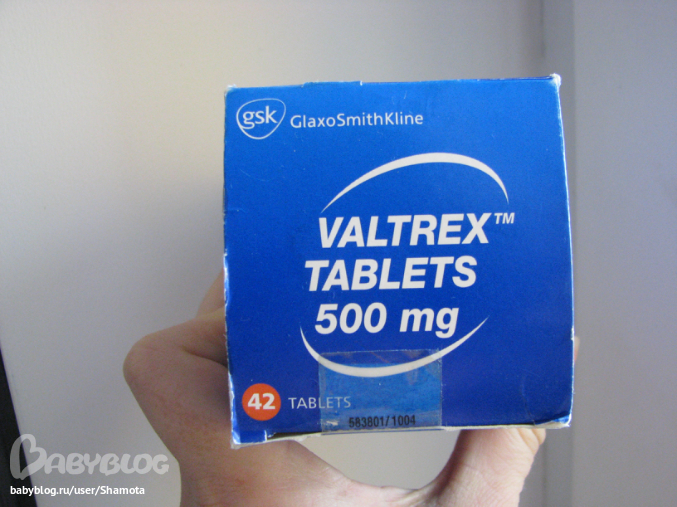 gsk GlaxoSmithKline
VALTREX™
TABLETS
500 mg
42 TABLETS
583801/1004
BABYBLOG
babyblog.ru/user/Shamota